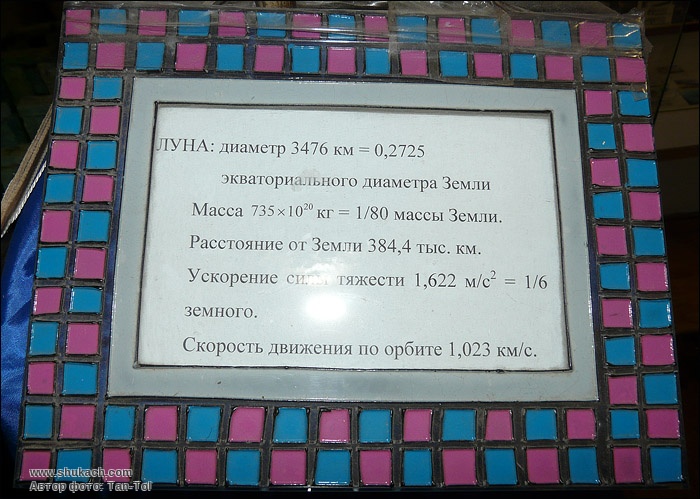 ЛУНА: диаметр 3476 км = 0,2725
экваториального диаметра Земли
Масса 735×10²⁰ кг = 1/80 массы Земли.
Расстояние от Земли 384,4 тыс. км.
Ускорение силы тяжести 1,622 м/с² = 1/6
земного.
Скорость движения по орбите 1,023 км/с.
www.shukach.com
Автор фото: Tan-Tol